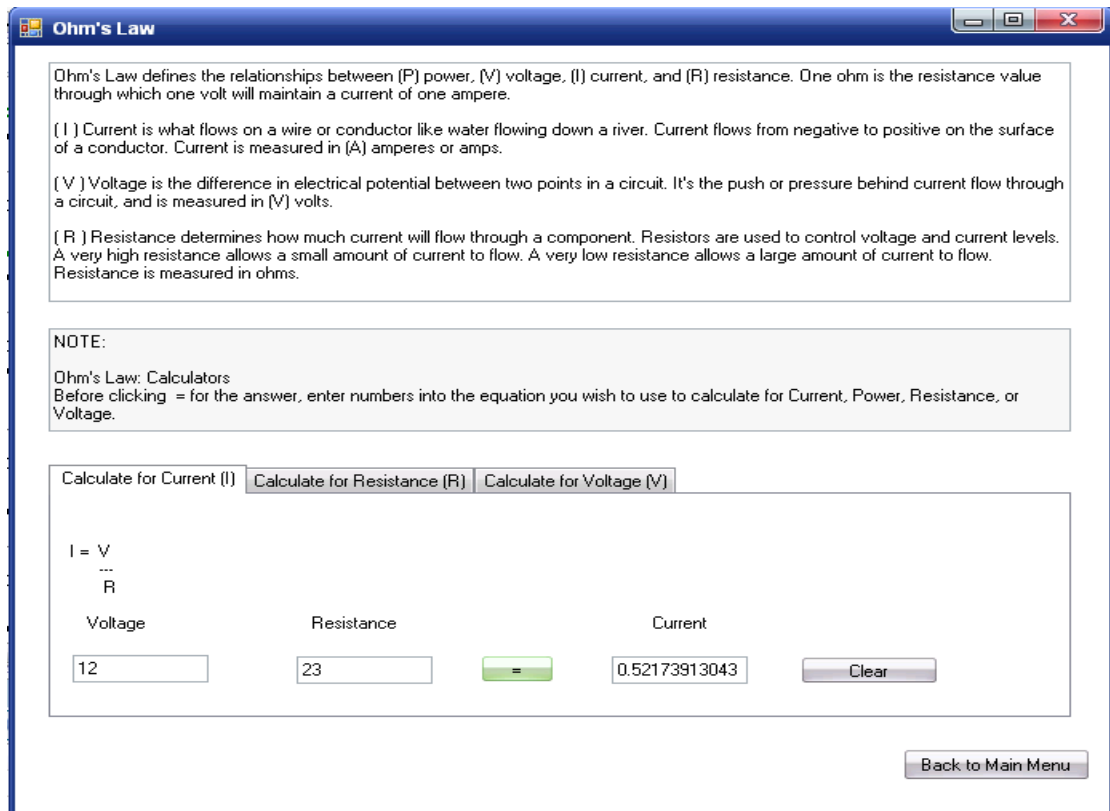 Ohm's Law
Ohm's Law defines the relationships between (P) power, (V) voltage, (I) current, and (R) resistance. One ohm is the resistance value
through which one volt will maintain a current of one ampere.
( I ) Current is what flows on a wire or conductor like water flowing down a river. Current flows from negative to positive on the surface
of a conductor. Current is measured in (A) amperes or amps.
( V ) Voltage is the difference in electrical potential between two points in a circuit. It's the push or pressure behind current flow through
a circuit, and is measured in (V) volts.
( R ) Resistance determines how much current will flow through a component. Resistors are used to control voltage and current levels.
A very high resistance allows a small amount of current to flow. A very low resistance allows a large amount of current to flow.
Resistance is measured in ohms.
NOTE:
Ohm's Law: Calculators
Before clicking = for the answer, enter numbers into the equation you wish to use to calculate for Current, Power, Resistance, or
Voltage.
Calculate for Current (I) Calculate for Resistance (R) Calculate for Voltage (V)
I = V
---
R
Voltage Resistance Current
12 23 = 0.52173913043 Clear
Back to Main Menu